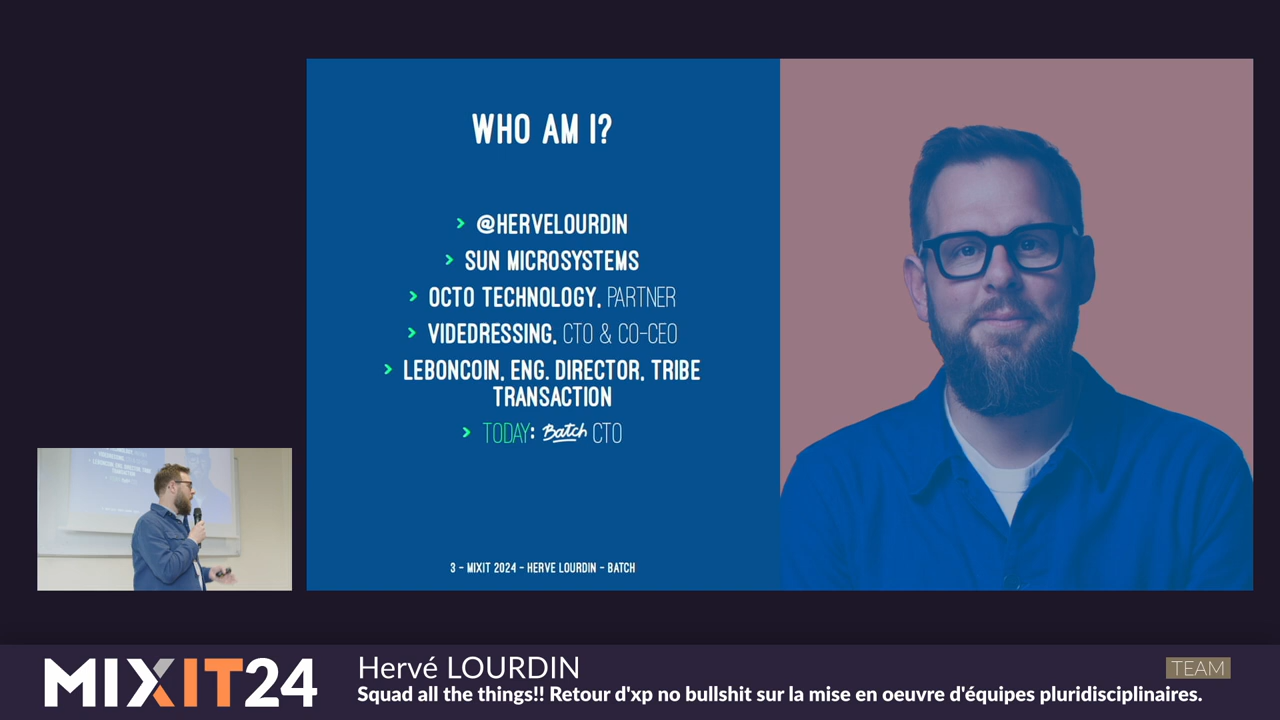 WHO AM I?
@HERVELOURDIN
SUN MICROSYSTEMS
OCTO TECHNOLOGY, PARTNER
VIDEDRESSING, CTO & CO-CEO
LEBONCOIN, ENG. DIRECTOR, TRIBE
TRANSACTION
TODAY: Batch CTO
3 - MIXIT 2024 - HERVE LOURDIN - BATCH
MIXIT24
Hervé LOURDIN
TEAM
Squad all the things!! Retour d'xp no bullshit sur la mise en oeuvre d'équipes pluridisciplinaires.